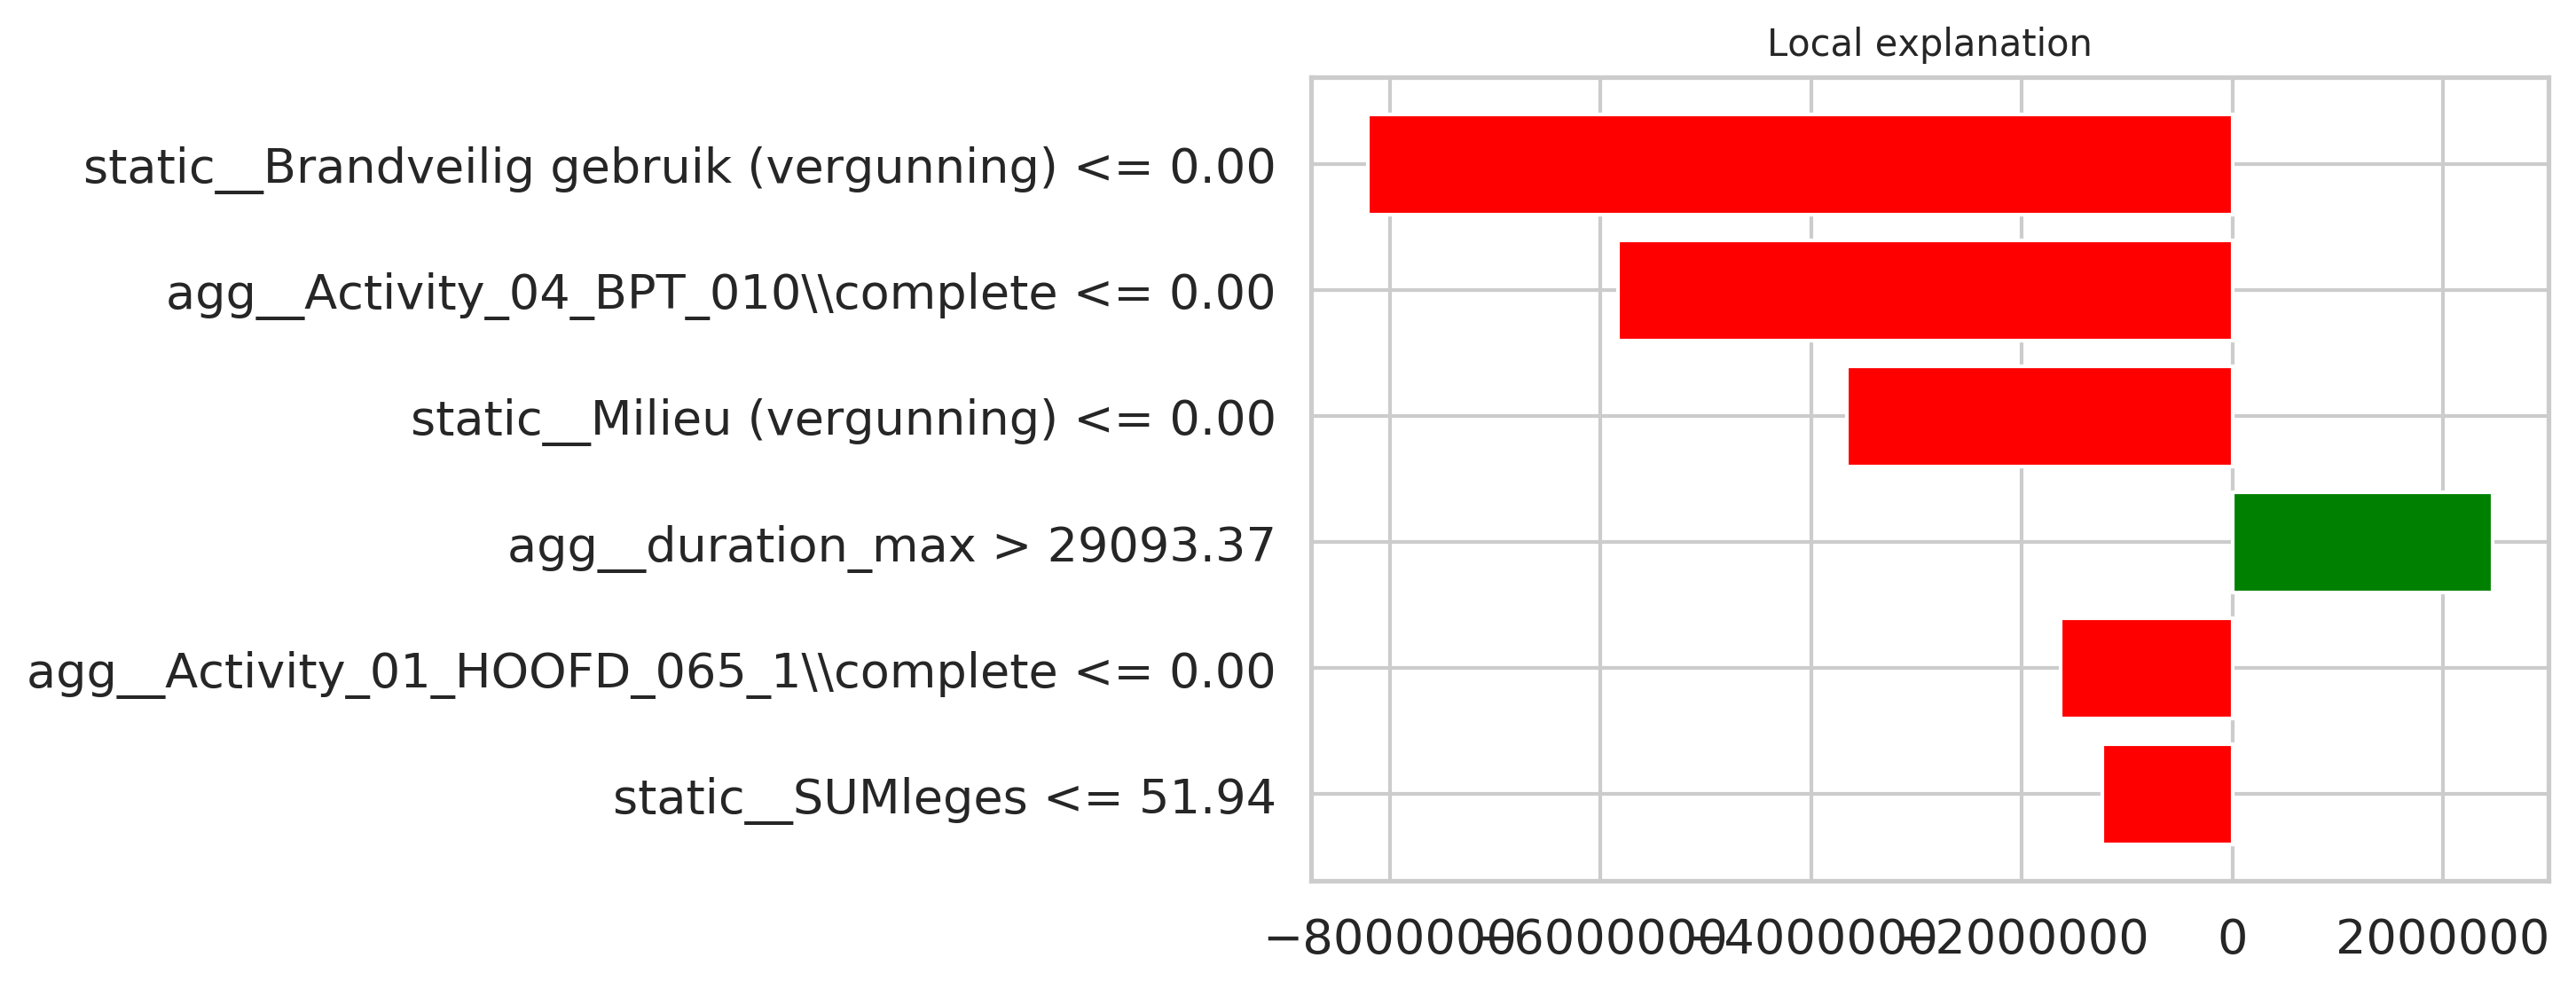 Local explanation
static__Brandveilig gebruik (vergunning) <= 0.00
agg__Activity_04_BPT_010\\complete <= 0.00
static__Milieu (vergunning) <= 0.00
agg__duration_max > 29093.37
agg__Activity_01_HOOFD_065_1\\complete <= 0.00
static__SUMleges <= 51.94
−8000000 −6000000 −4000000 −2000000 0 2000000